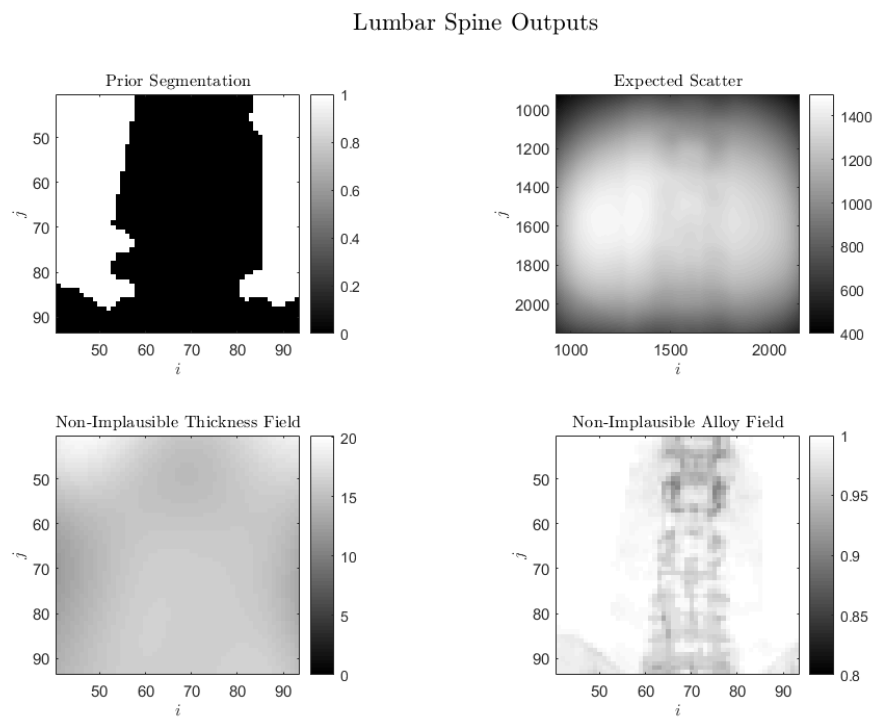 Lumbar Spine Outputs
Prior Segmentation
50
60
70
80
90
j
50 60 70 80 90
i
1
0.8
0.6
0.4
0.2
0
Expected Scatter
1000
1200
1400
1600
1800
2000
j
1000 1500 2000
i
1400
1200
1000
800
600
400
Non-Implausible Thickness Field
50
60
70
80
90
j
50 60 70 80 90
i
20
15
10
5
0
Non-Implausible Alloy Field
50
60
70
80
90
j
50 60 70 80 90
i
1
0.95
0.9
0.85
0.8